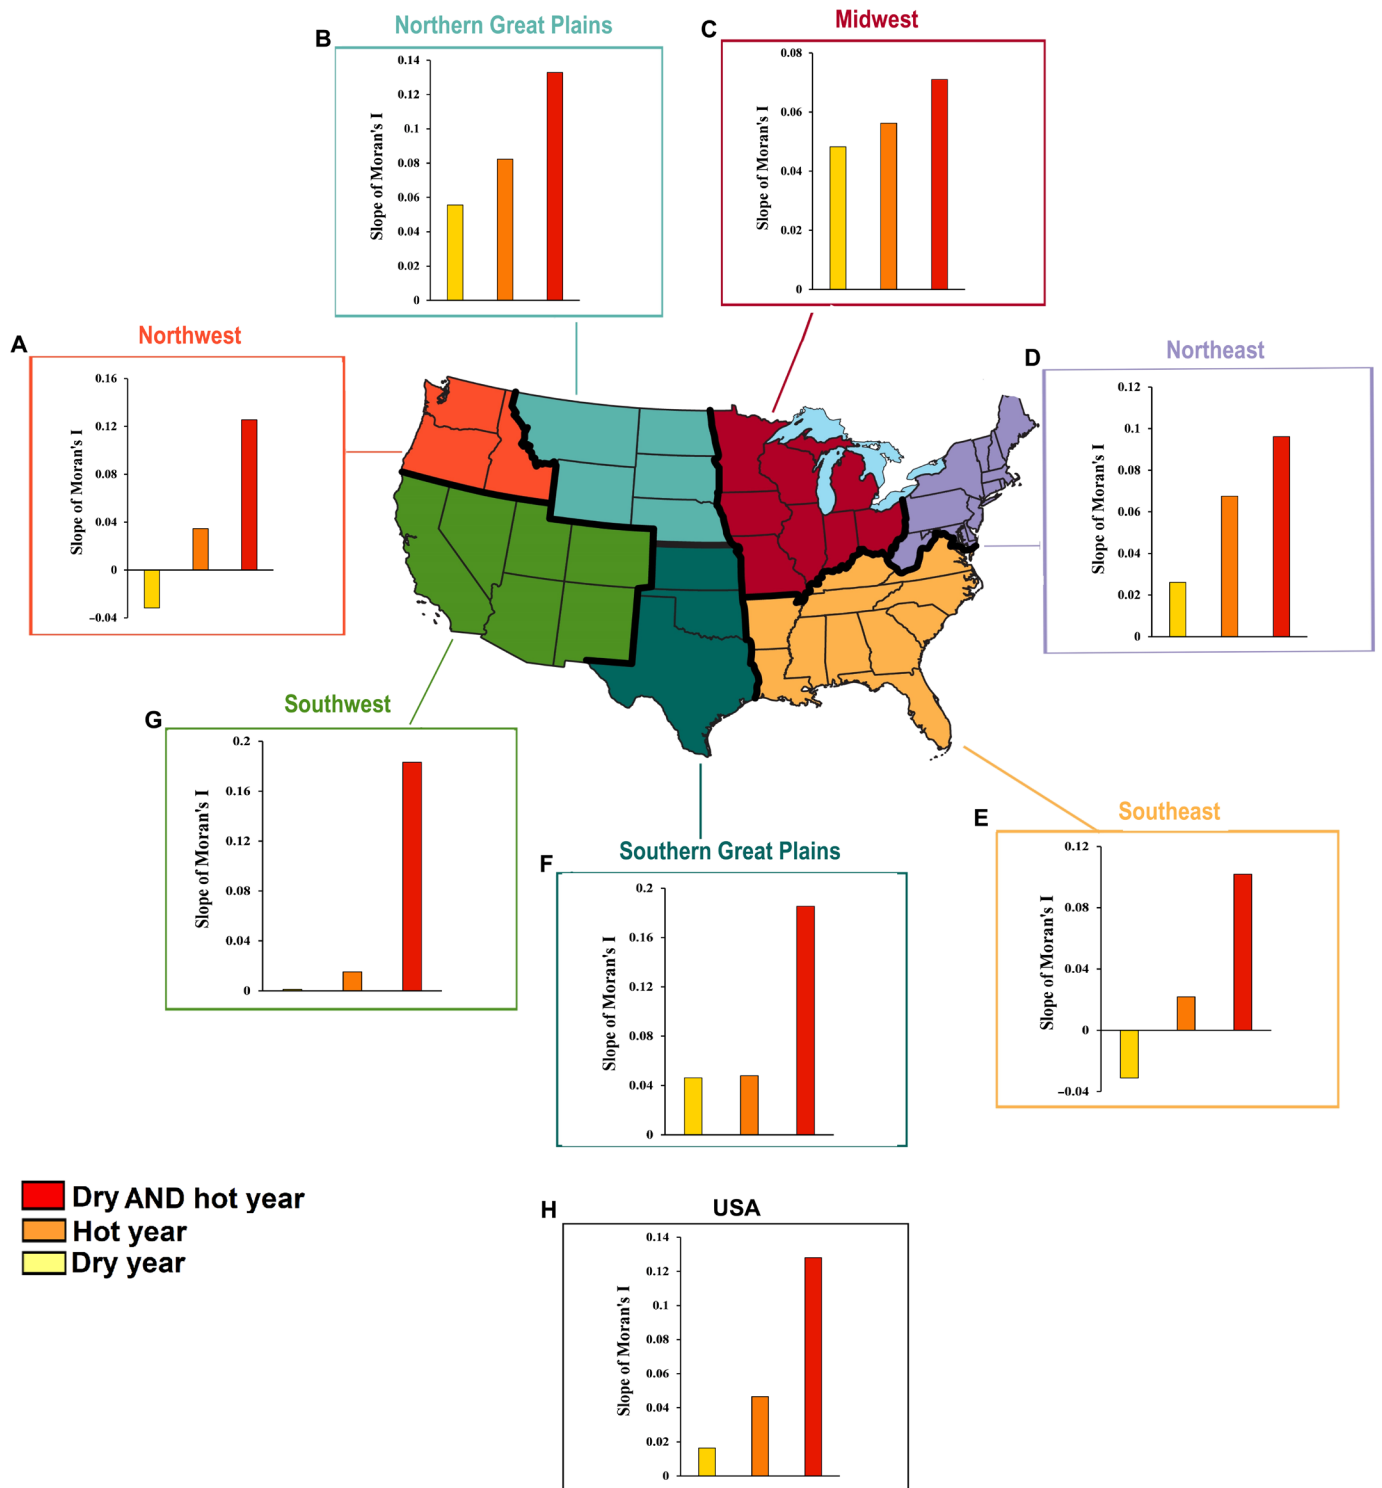 B
Northern Great Plains
Slope of Moran's I
0.14
0.12
0.1
0.08
0.06
0.04
0.02
0
C
Midwest
Slope of Moran's I
0.08
0.06
0.04
0.02
0
A
Northwest
Slope of Moran's I
0.16
0.12
0.08
0.04
0
−0.04
D
Northeast
Slope of Moran's I
0.12
0.1
0.08
0.06
0.04
0.02
0
G
Southwest
Slope of Moran's I
0.2
0.16
0.12
0.08
0.04
0
F
Southern Great Plains
Slope of Moran's I
0.2
0.16
0.12
0.08
0.04
0
E
Southeast
Slope of Moran's I
0.12
0.08
0.04
0
−0.04
Dry AND hot year
Hot year
Dry year
H
USA
Slope of Moran's I
0.14
0.12
0.1
0.08
0.06
0.04
0.02
0